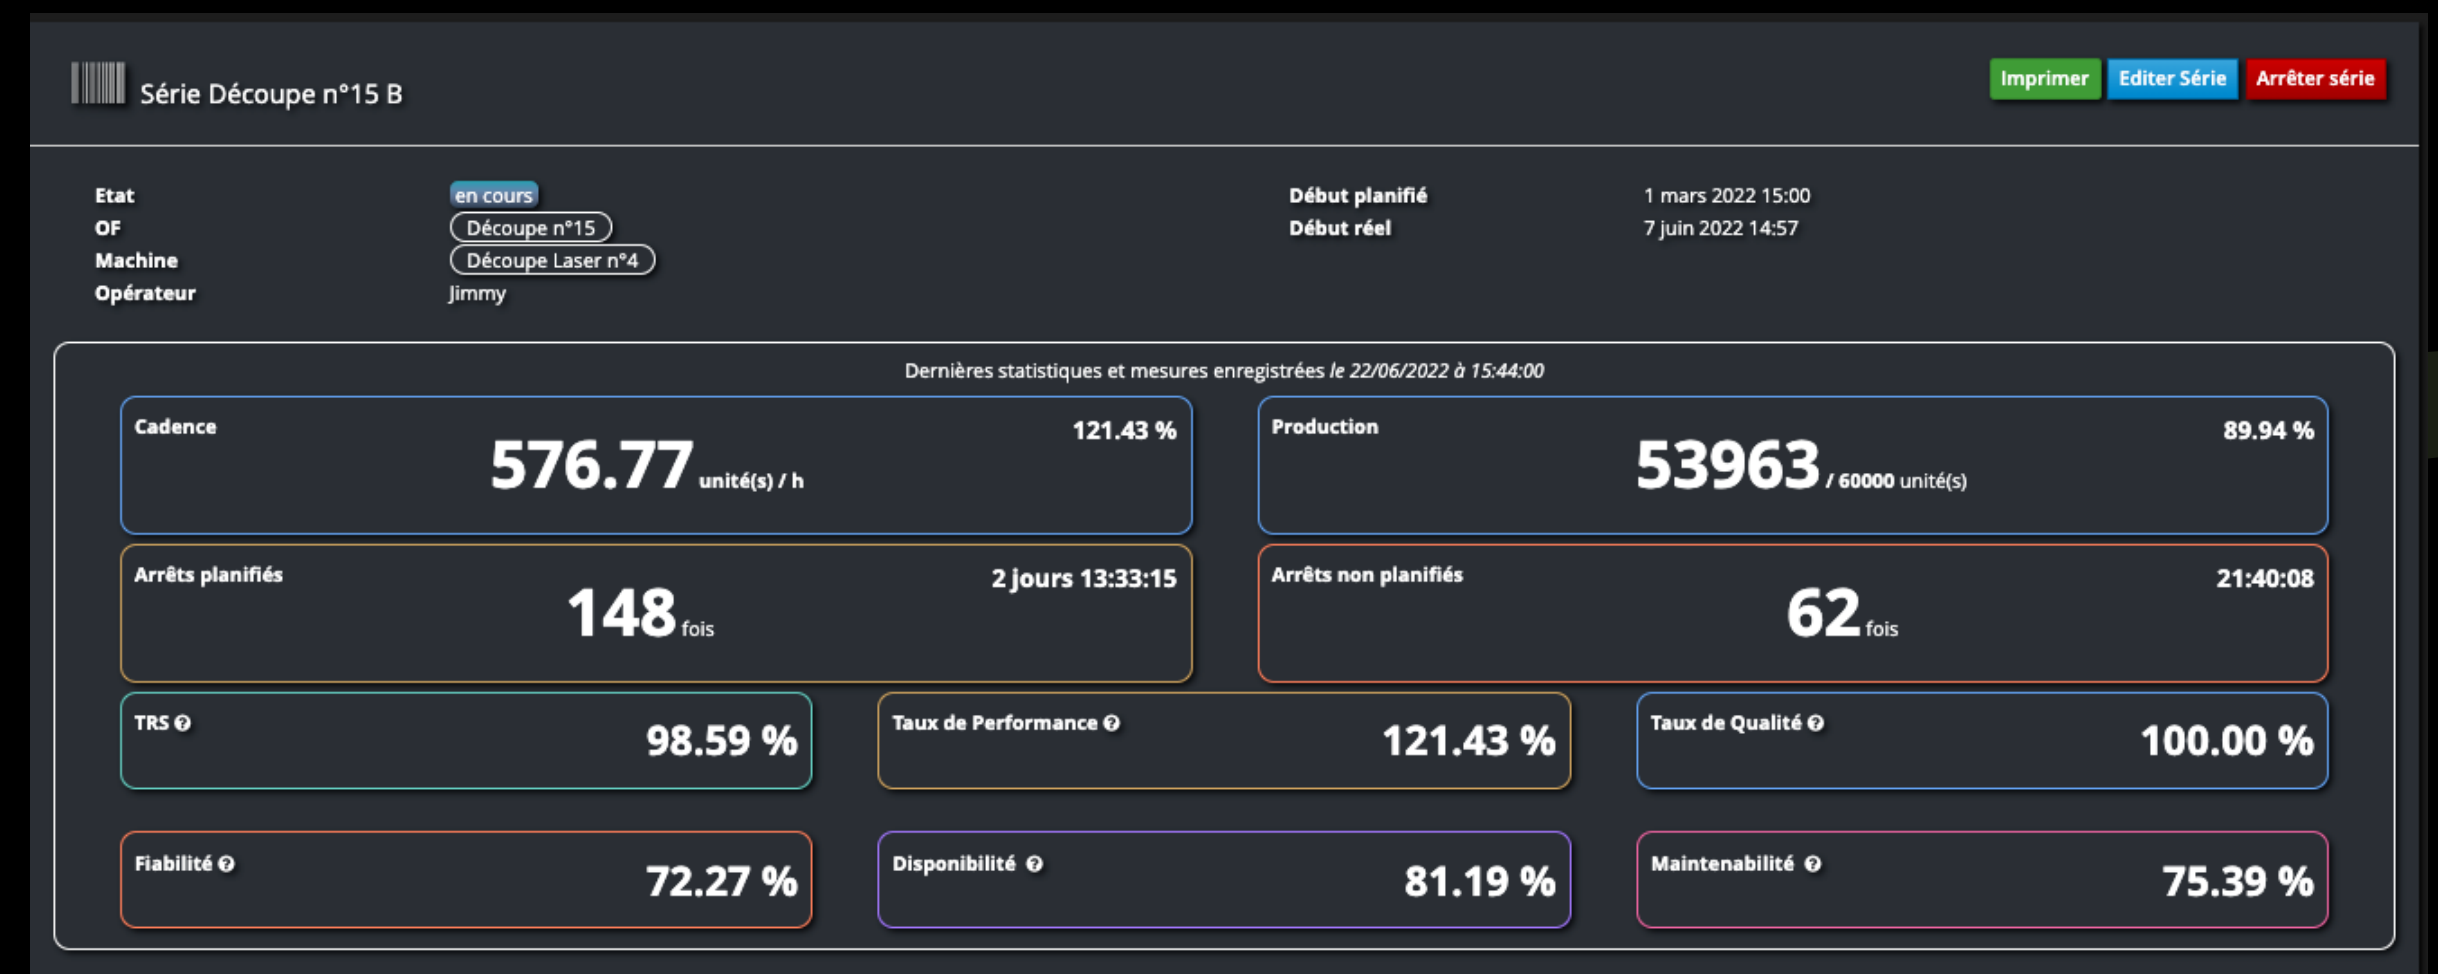 Série Découpe n°15 B
Imprimer
Editer Série
Arrêter série
Etat en cours
OF Découpe n°15
Machine Découpe Laser n°4
Opérateur Jimmy
Début planifié 1 mars 2022 15:00
Début réel 7 juin 2022 14:57
Dernières statistiques et mesures enregistrées le 22/06/2022 à 15:44:00
Cadence 121.43 %
576.77 unité(s) / h
Production 89.94 %
53963 / 60000 unité(s)
Arrêts planifiés 2 jours 13:33:15
148 fois
Arrêts non planifiés 21:40:08
62 fois
TRS ?
98.59 %
Taux de Performance ?
121.43 %
Taux de Qualité ?
100.00 %
Fiabilité ?
72.27 %
Disponibilité ?
81.19 %
Maintenabilité ?
75.39 %